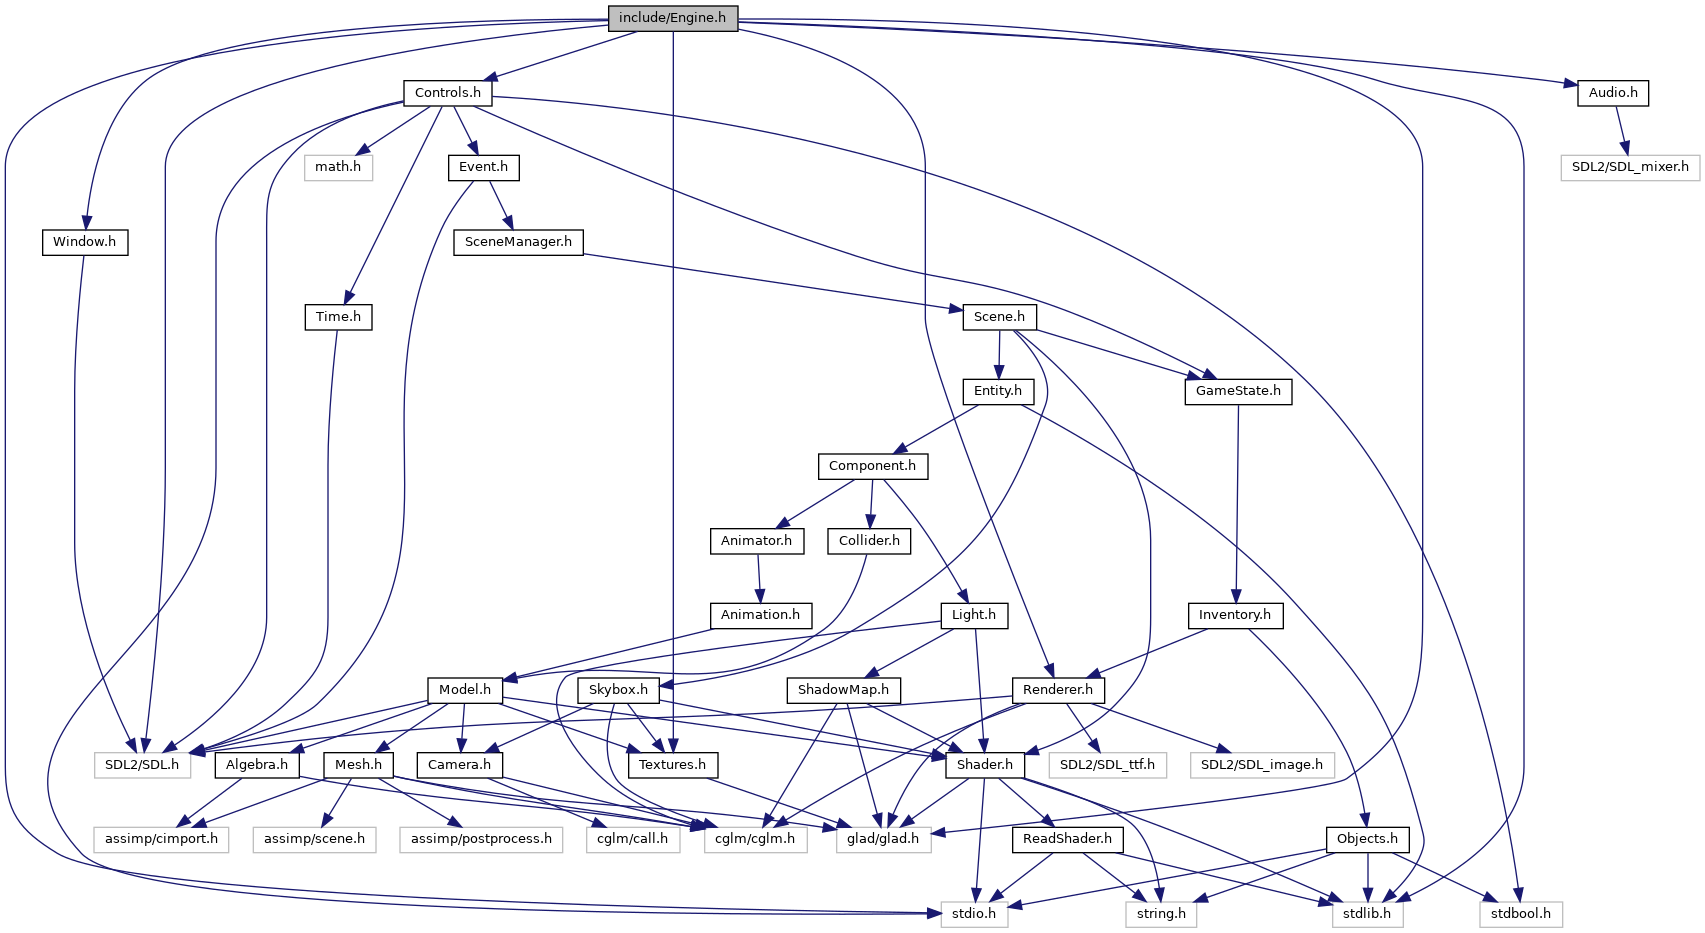 include/Engine.h
Controls.h
Audio.h
math.h
Event.h
SDL2/SDL_mixer.h
Window.h
SceneManager.h
Time.h
Scene.h
Entity.h
GameState.h
Component.h
Animator.h
Collider.h
Animation.h
Light.h
Inventory.h
Model.h
Skybox.h
ShadowMap.h
Renderer.h
SDL2/SDL.h
Algebra.h
Mesh.h
Camera.h
Textures.h
Shader.h
SDL2/SDL_ttf.h
SDL2/SDL_image.h
assimp/cimport.h
assimp/scene.h
assimp/postprocess.h
cglm/call.h
cglm/cglm.h
glad/glad.h
ReadShader.h
Objects.h
stdio.h
string.h
stdlib.h
stdbool.h